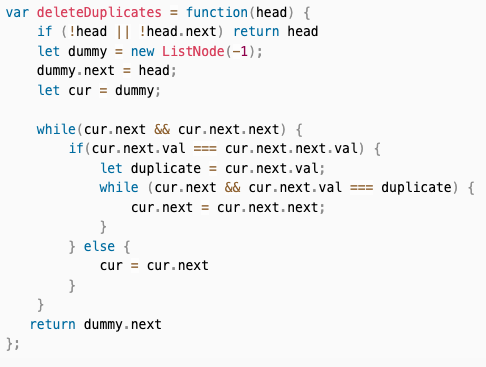 var deleteDuplicates = function(head) {
    if (!head || !head.next) return head
    let dummy = new ListNode(-1);
    dummy.next = head;
    let cur = dummy;

    while(cur.next && cur.next.next) {
        if(cur.next.val === cur.next.next.val) {
            let duplicate = cur.next.val;
            while (cur.next && cur.next.val === duplicate) {
                cur.next = cur.next.next;
            }
        } else {
            cur = cur.next
        }
    }
   return dummy.next
};